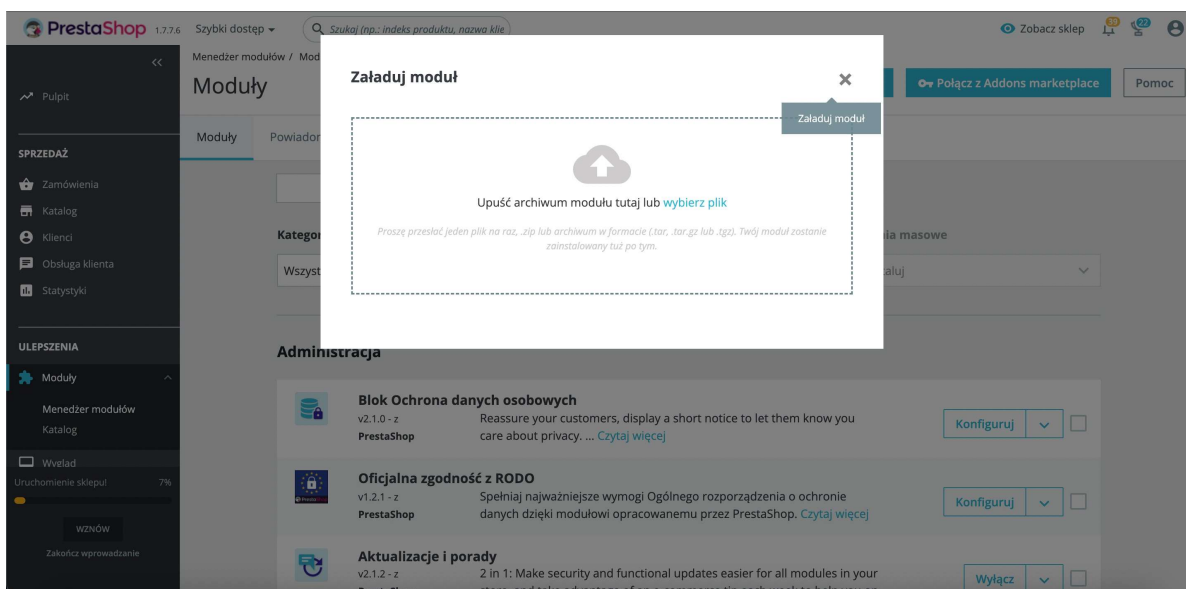 PrestaShop 1.7.7.6 Szybki dostęp Szukaj (np.: indeks produktu, nazwa klie Zobacz sklep 39 22
Menedżer modułów / Mod
Moduły
Połącz z Addons marketplace Pomoc
Moduły Powiadom
Załaduj moduł
Załaduj moduł
Upuść archiwum modułu tutaj lub wybierz plik
Proszę przesłać jeden plik na raz, .zip lub archiwum w formacie (.tar, .tar.gz lub .tgz). Twój moduł zostanie
zainstalowany tuż po tym.
Pulpit
SPRZEDAŻ
Zamówienia
Katalog
Klienci
Obsługa klienta
Statystyki
ULEPSZENIA
Moduły
Menedżer modułów
Katalog
Wygląd
Uruchomienie sklepu! 7%
WZNÓW
Zakończ wprowadzanie
Kategor
Wszyst
nia masowe
aluj
Administracja
Blok Ochrona danych osobowych
v2.1.0 - z
PrestaShop
Reassure your customers, display a short notice to let them know you
care about privacy. ... Czytaj więcej
Konfiguruj
Oficjalna zgodność z RODO
v1.2.1 - z
PrestaShop
Spełniaj najważniejsze wymogi Ogólnego rozporządzenia o ochronie
danych dzięki modułowi opracowanemu przez PrestaShop. Czytaj więcej
Konfiguruj
Aktualizacje i porady
v2.1.2 - z
2 in 1: Make security and functional updates easier for all modules in your
Wyłącz